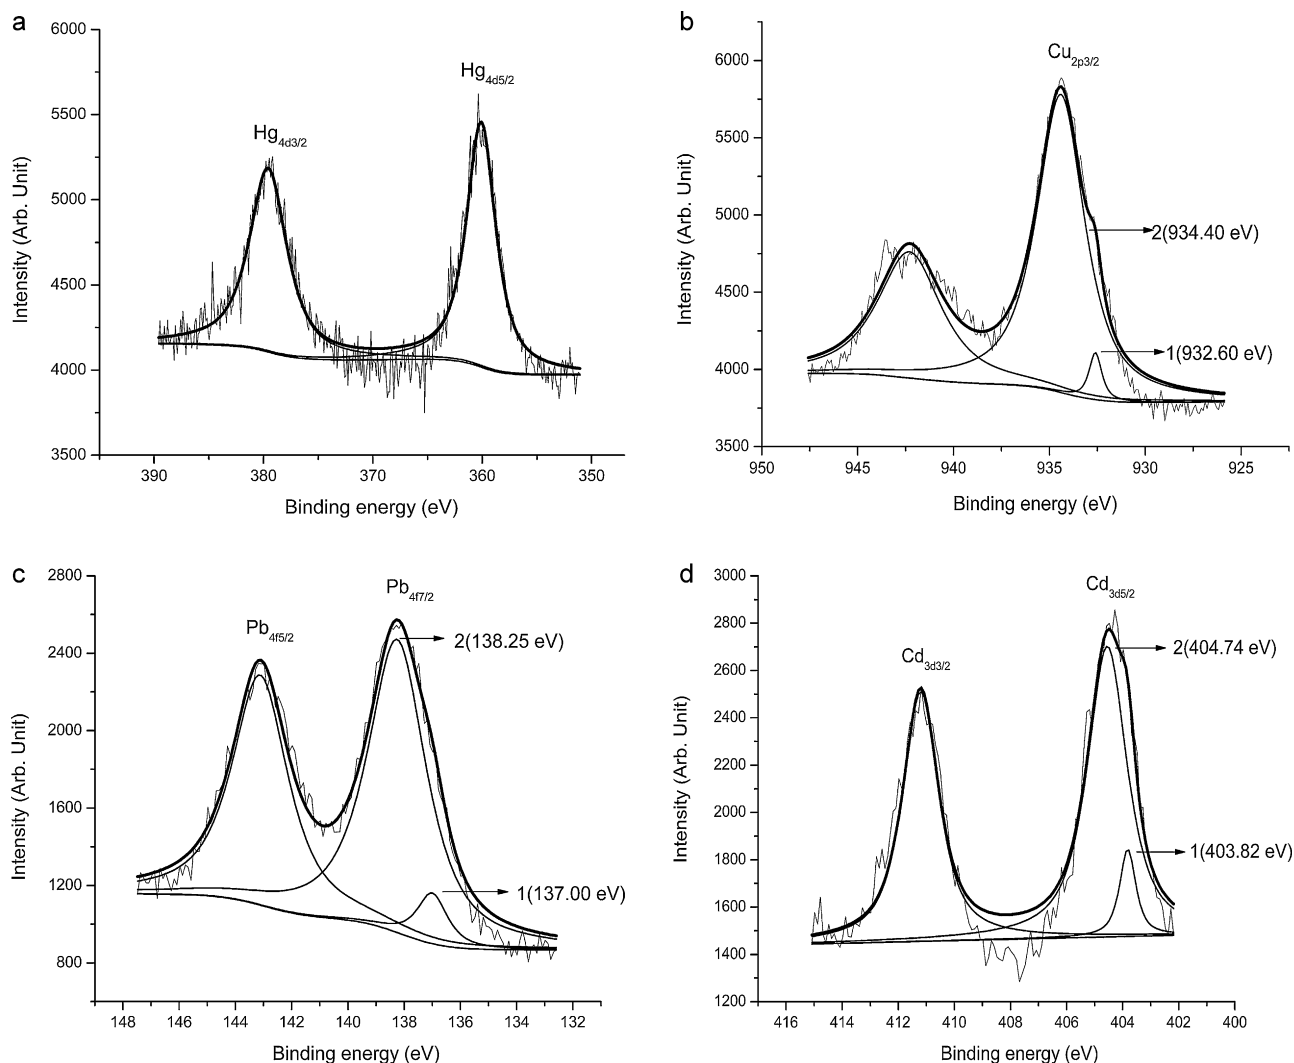 a
6000
5500
5000
4500
4000
3500
Intensity (Arb. Unit)
Hg4d3/2
Hg4d5/2
390
380
370
360
350
Binding energy (eV)
b
6000
5500
5000
4500
4000
3500
Intensity (Arb. Unit)
Cu2p3/2
2(934.40 eV)
1(932.60 eV)
950
945
940
935
930
925
Binding energy (eV)
c
2800
2400
2000
1600
1200
800
Intensity (Arb. Unit)
Pb4f5/2
Pb4f7/2
2(138.25 eV)
1(137.00 eV)
148
146
144
142
140
138
136
134
132
Binding energy (eV)
d
3000
2800
2600
2400
2200
2000
1800
1600
1400
1200
Intensity (Arb. Unit)
Cd3d3/2
Cd3d5/2
2(404.74 eV)
1(403.82 eV)
416
414
412
410
408
406
404
402
400
Binding energy (eV)